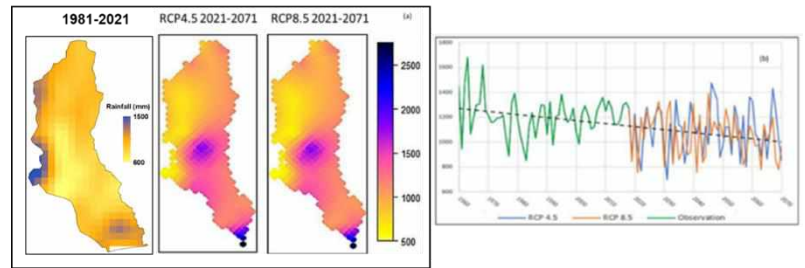 1981-2021
RCP4.5 2021-2071
RCP8.5 2021-2071
(a)
Rainfall (mm)
1500
600
2500
2000
1500
1000
500
(b)
1800
1600
1400
1200
1000
800
600
RCP 4.5
RCP 8.5
Observation